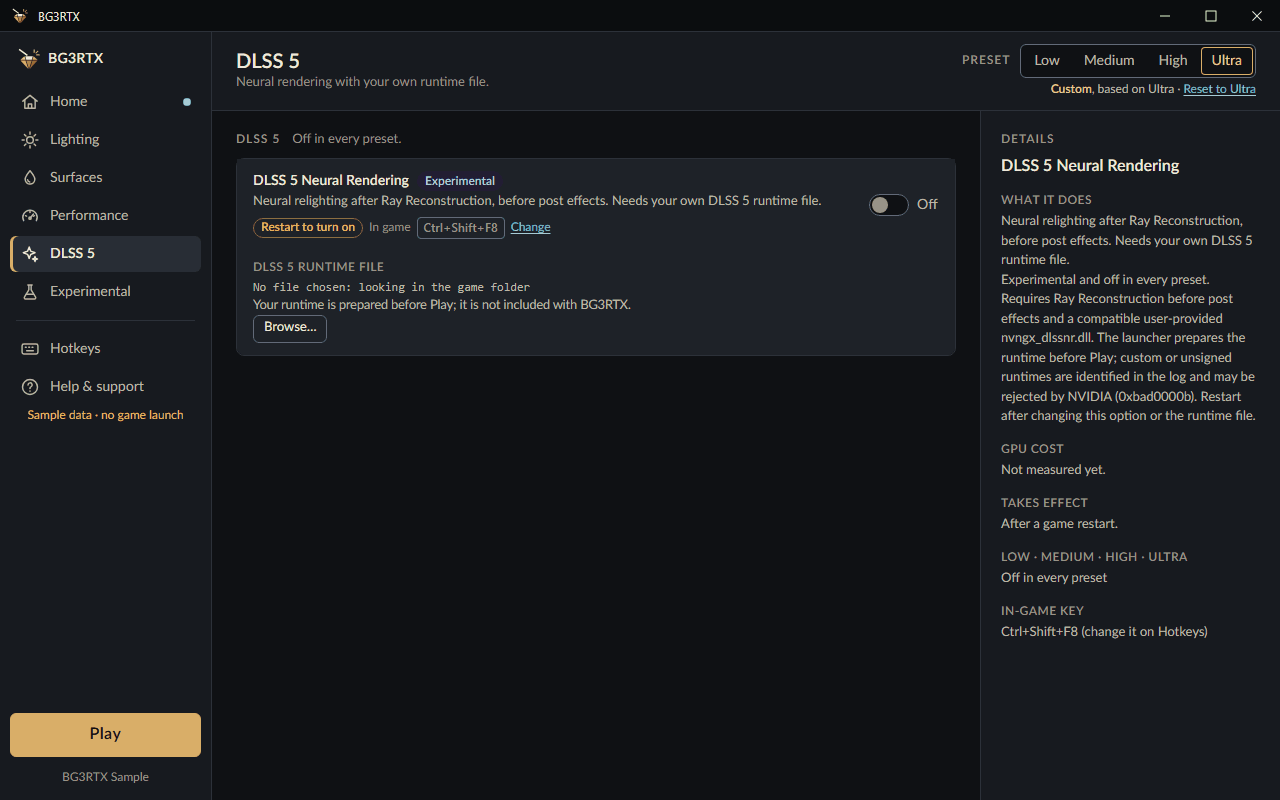 BG3RTX
BG3RTX
Home
Lighting
Surfaces
Performance
DLSS 5
Experimental
Hotkeys
Help & support
Sample data · no game launch
Play
BG3RTX Sample
DLSS 5
Neural rendering with your own runtime file.
PRESET Low Medium High Ultra
Custom, based on Ultra · Reset to Ultra
DLSS 5 Off in every preset.
DLSS 5 Neural Rendering Experimental
Neural relighting after Ray Reconstruction, before post effects. Needs your own DLSS 5 runtime file.
Off
Restart to turn on In game Ctrl+Shift+F8 Change
DLSS 5 RUNTIME FILE
No file chosen: looking in the game folder
Your runtime is prepared before Play; it is not included with BG3RTX.
Browse...
DETAILS
DLSS 5 Neural Rendering
WHAT IT DOES
Neural relighting after Ray Reconstruction,
before post effects. Needs your own DLSS 5
runtime file.
Experimental and off in every preset.
Requires Ray Reconstruction before post
effects and a compatible user-provided
nvngx_dlssnr.dll. The launcher prepares the
runtime before Play; custom or unsigned
runtimes are identified in the log and may be
rejected by NVIDIA (0xbad0000b). Restart
after changing this option or the runtime file.
GPU COST
Not measured yet.
TAKES EFFECT
After a game restart.
LOW · MEDIUM · HIGH · ULTRA
Off in every preset
IN-GAME KEY
Ctrl+Shift+F8 (change it on Hotkeys)